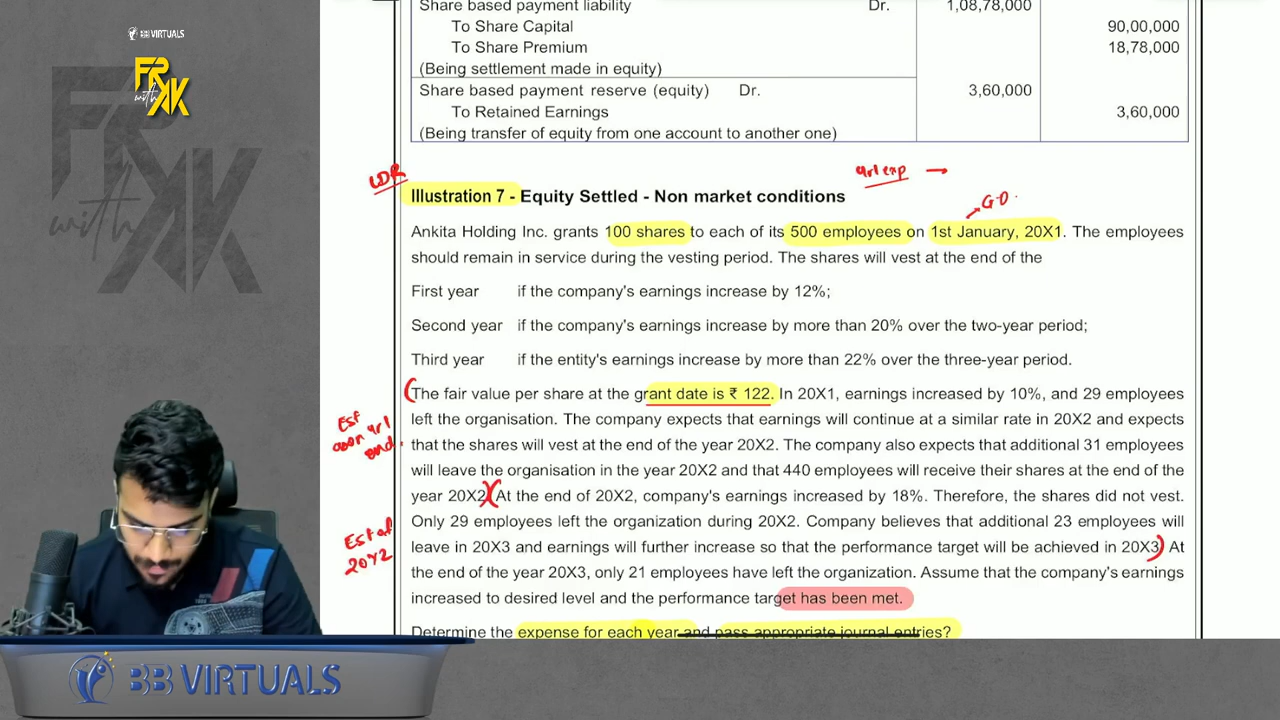 BB VIRTUALS
FR
with
AK
Share based payment liability Dr. 1,08,78,000
To Share Capital 90,00,000
To Share Premium 18,78,000
(Being settlement made in equity)
Share based payment reserve (equity) Dr. 3,60,000
To Retained Earnings 3,60,000
(Being transfer of equity from one account to another one)
LDR
Illustration 7 - Equity Settled - Non market conditions
G.D.
Ankita Holding Inc. grants 100 shares to each of its 500 employees on 1st January, 20X1. The employees
should remain in service during the vesting period. The shares will vest at the end of the
First year if the company's earnings increase by 12%;
Second year if the company's earnings increase by more than 20% over the two-year period;
Third year if the entity's earnings increase by more than 22% over the three-year period.
The fair value per share at the grant date is ₹ 122. In 20X1, earnings increased by 10%, and 29 employees
left the organisation. The company expects that earnings will continue at a similar rate in 20X2 and expects
that the shares will vest at the end of the year 20X2. The company also expects that additional 31 employees
will leave the organisation in the year 20X2 and that 440 employees will receive their shares at the end of the
year 20X2. At the end of 20X2, company's earnings increased by 18%. Therefore, the shares did not vest.
Only 29 employees left the organization during 20X2. Company believes that additional 23 employees will
leave in 20X3 and earnings will further increase so that the performance target will be achieved in 20X3. At
the end of the year 20X3, only 21 employees have left the organization. Assume that the company's earnings
increased to desired level and the performance target has been met.
Determine the expense for each year and pass appropriate journal entries?
Est
end
Est of
20X2
BB VIRTUALS